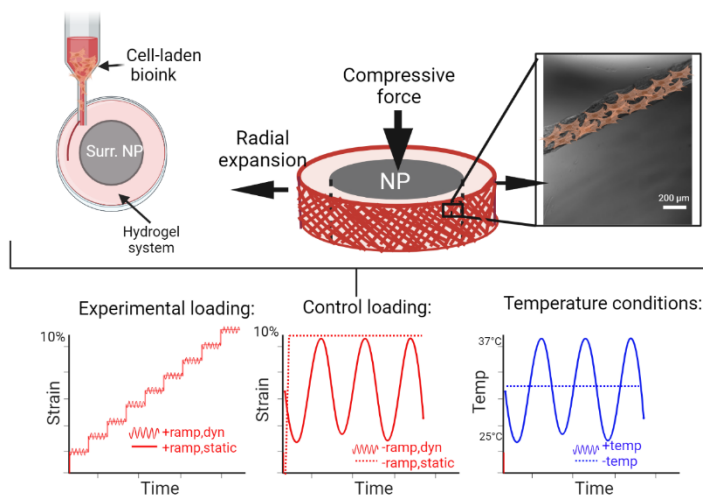 Cell-laden
bioink
Surr. NP
Hydrogel
system
Compressive
force
Radial
expansion
NP
200 µm
Experimental loading:
10%
Strain
+ramp,dyn
+ramp,static
Time
Control loading:
10%
Strain
-ramp,dyn
-ramp,static
Time
Temperature conditions:
37°C
Temp
25°C
+temp
-temp
Time